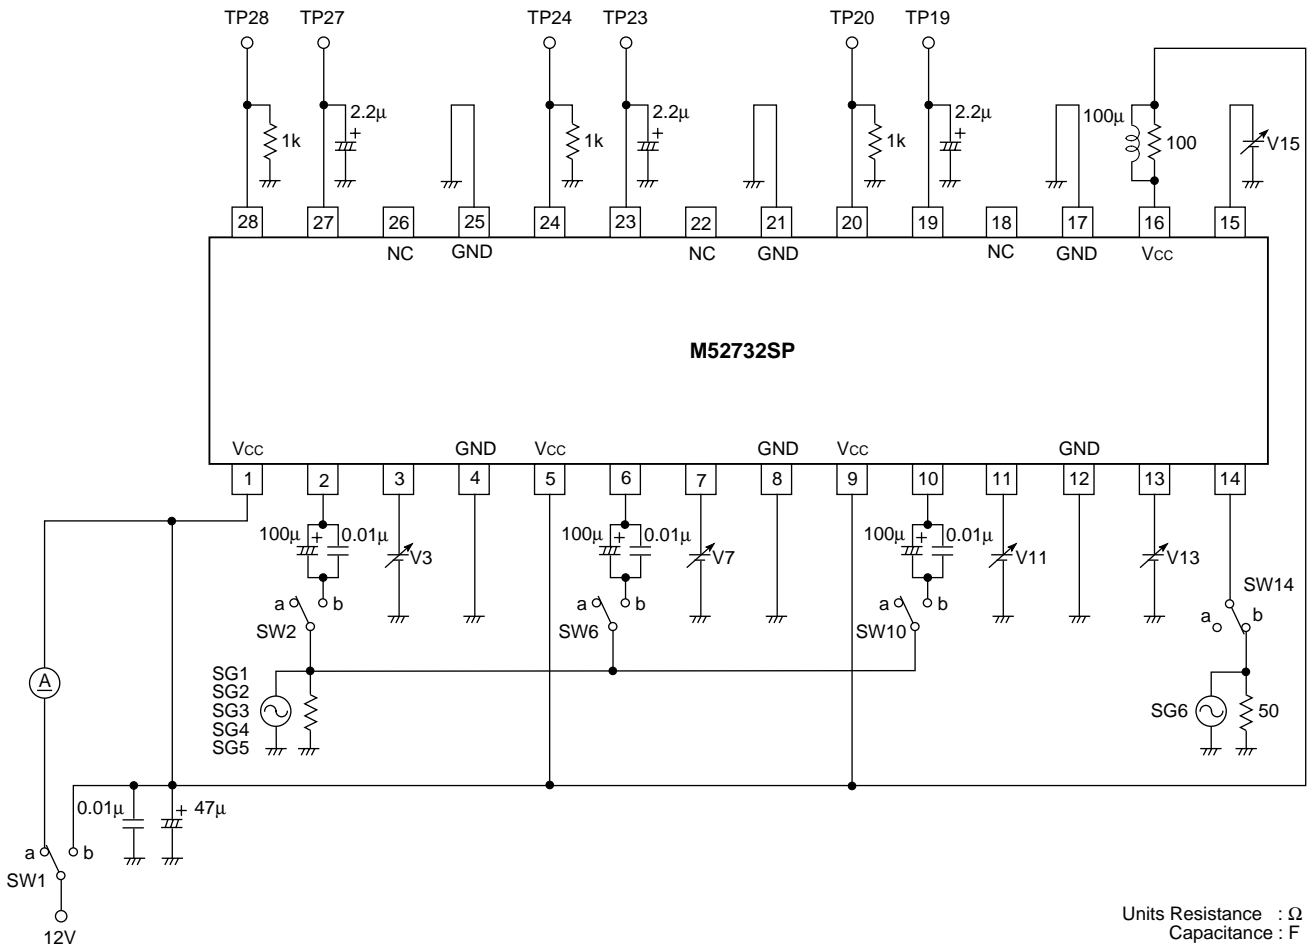 TP28 TP27 TP24 TP23 TP20 TP19
2.2μ 2.2μ 2.2μ 100μ
1k 1k 1k 100 V15
28 27 26 25 24 23 22 21 20 19 18 17 16 15
NC GND NC GND NC GND VCC
M52732SP
VCC GND VCC GND VCC GND
1 2 3 4 5 6 7 8 9 10 11 12 13 14
100μ + 0.01μ 100μ + 0.01μ 100μ + 0.01μ
V3 V7 V11 V13
SW14
a b a b a b a b
SW2 SW6 SW10
SG1
SG2
SG3
SG4
SG5
A
SG6 50
0.01μ + 47μ
a b
SW1
12V
Units Resistance : Ω
Capacitance : F